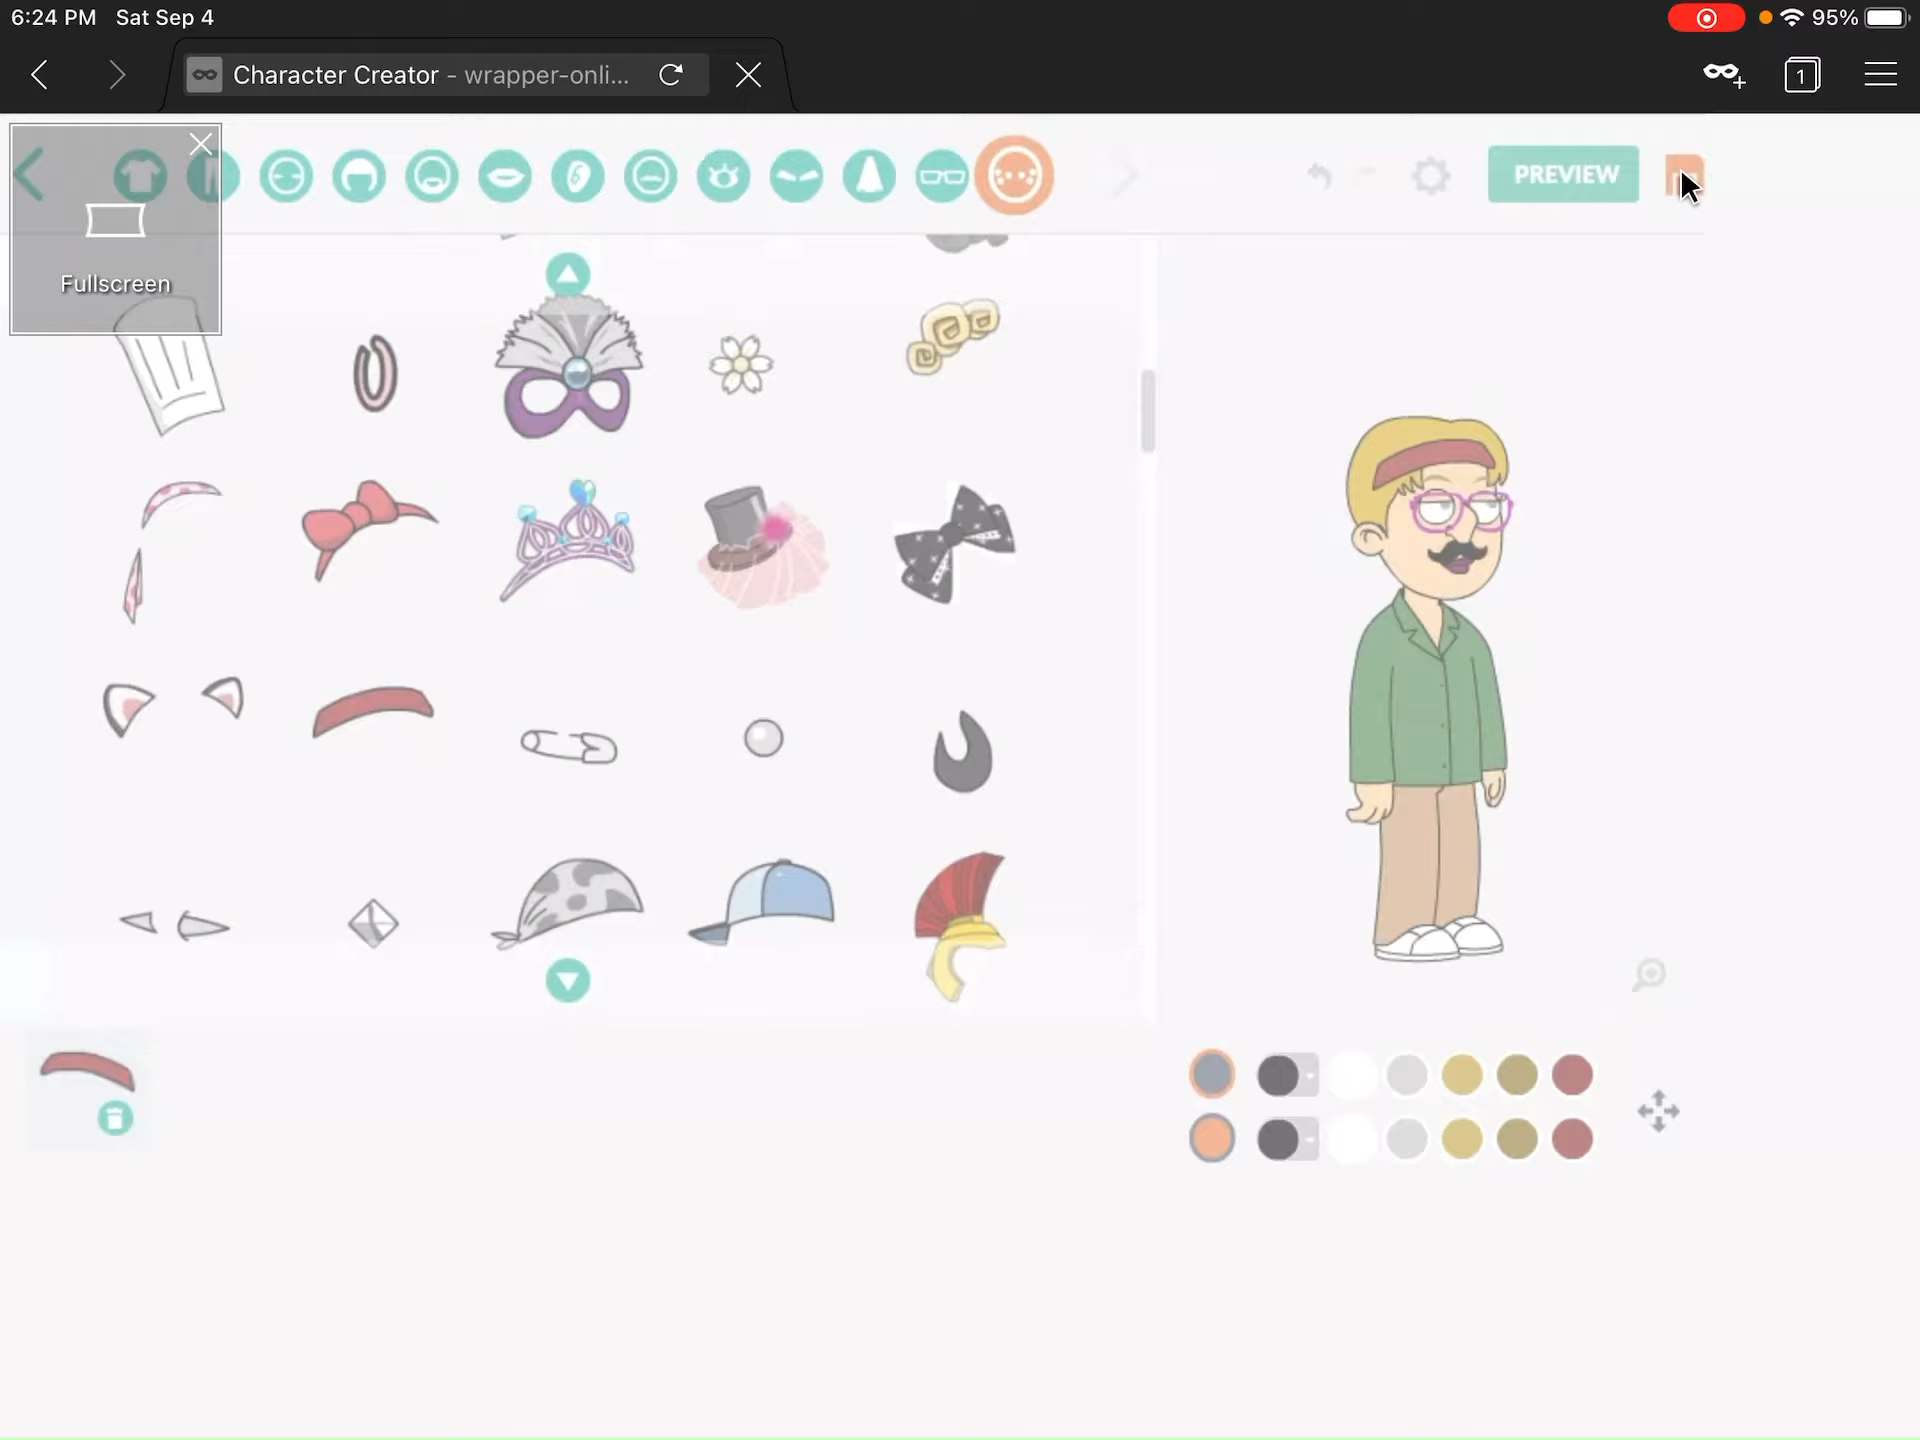 6:24 PM Sat Sep 4
95%
Character Creator - wrapper-onli...
1
PREVIEW
Fullscreen